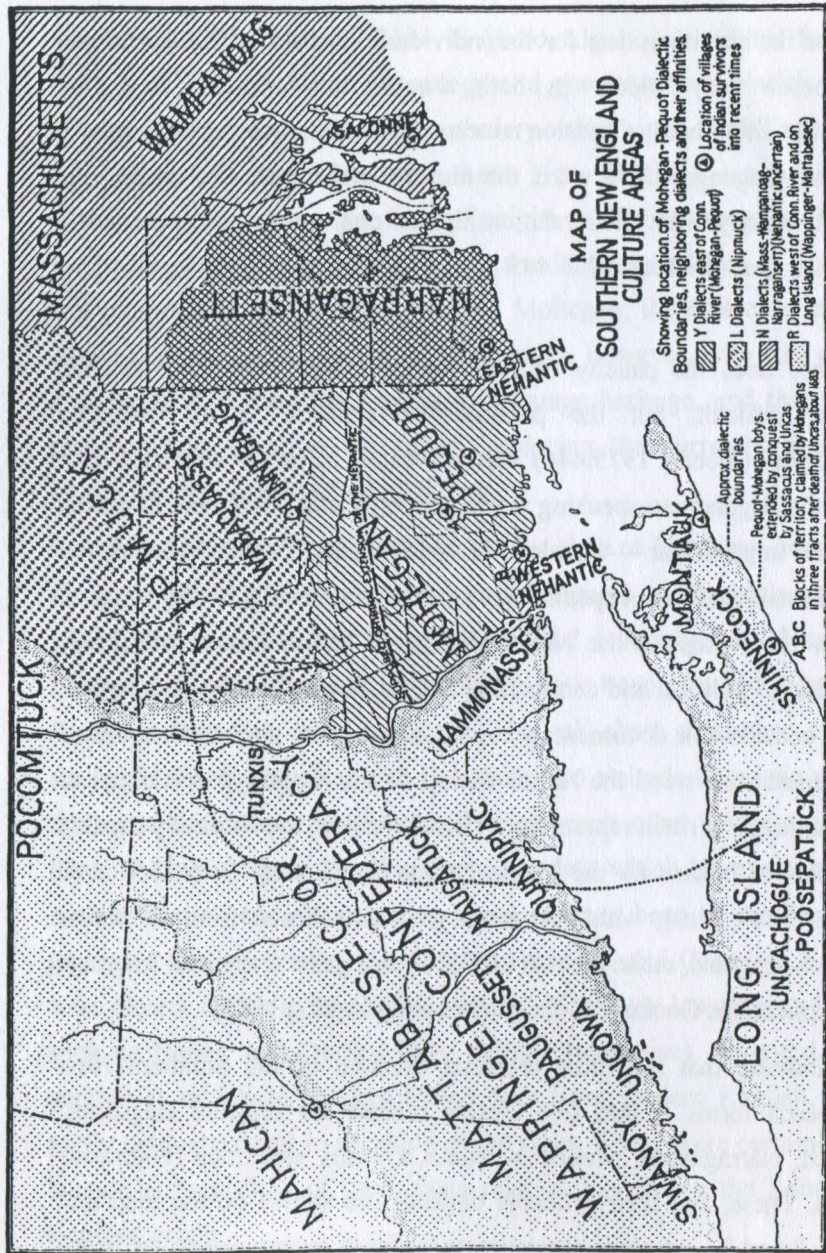 POCOMTUCK
MASSACHUSETTS
WAMPANOAG
NIPMUCK
WABAQUASSET
QUINNEBAUG
NARRAGANSETT
SACONNET
MAHICAN
TUNXIS
MATTABESEC OR
WAPPINGER CONFEDERACY
MOHEGAN
PEQUOT
EASTERN
NEHANTIC
WESTERN
NEHANTIC
HAMMONASSET
NAUGATUCK
QUINNIPIAC
PAUGUSSET
UNKOWA
SIWANOY
MONTAUK
SHINNECOCK
LONG ISLAND
UNCACHOGUE
POOSEPATUCK
MAP OF
SOUTHERN NEW ENGLAND
CULTURE AREAS
Showing location of Mohegan-Pequot Dialectic
Boundaries, neighboring dialects and their affinities
Y Dialects east of Conn.
River (Mohegan-Pequot)
L Dialects (Nipmuck)
N Dialects (Mass.-Wampanoag-
Narragansett) (Nehantic uncertain)
R Dialects west of Conn. River and on
Long Island (Wappinger-Mattabesec)
Location of villages
of Indian survivors
into recent times
Approx. dialectic
boundaries.
Pequot-Mohegan bdys.
extended by conquest
by Sassacus and Uncas
A.B.C. Blocks of territory claimed by Mohegans
in three tracts after death of Uncas about 1683